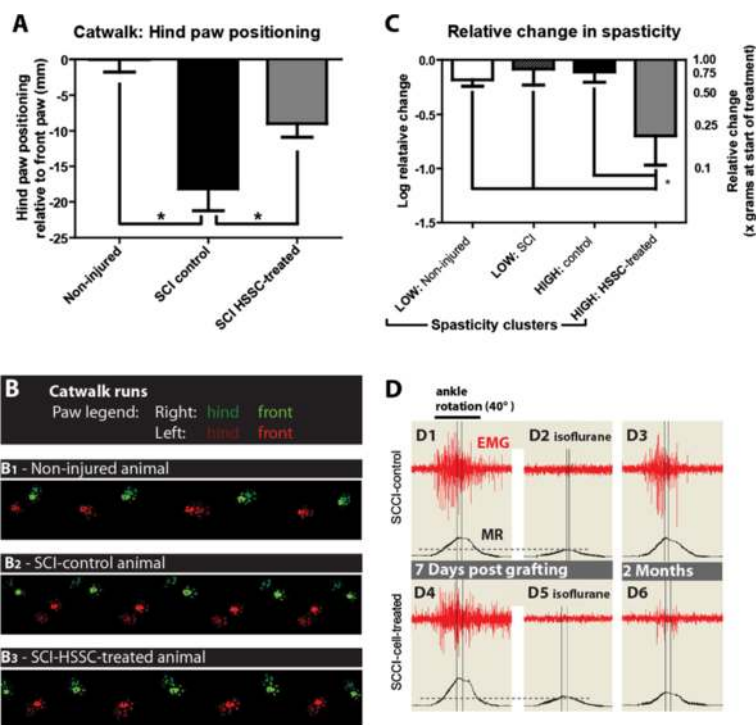 A
Catwalk: Hind paw positioning
Hind paw positioning
relative to front paw (mm)
0
-5
-10
-15
-20
-25
*
*
Non-injured
SCI control
SCI HSSC-treated
C
Relative change in spasticity
Log relataive change
0.0
-0.5
-1.0
-1.5
1.00
0.75
0.50
0.25
0.1
Relative change
(x grams at start of treatment)
*
LOW: Non-injured
LOW: SCI
HIGH: control
HIGH: HSSC-treated
Spasticity clusters
B
Catwalk runs
Paw legend: Right: hind front
Left: hind front
B1 - Non-injured animal
B2 - SCI-control animal
B3 - SCI-HSSC-treated animal
D
ankle
rotation (40°)
SCCI-control
D1
EMG
D2 isoflurane
D3
MR
7 Days post grafting
2 Months
SCCI-cell-treated
D4
D5 isoflurane
D6